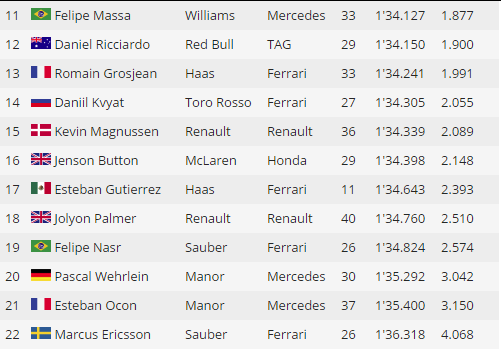 11 Felipe Massa Williams Mercedes 33 1'34.127 1.877
12 Daniel Ricciardo Red Bull TAG 29 1'34.150 1.900
13 Romain Grosjean Haas Ferrari 33 1'34.241 1.991
14 Daniil Kvyat Toro Rosso Ferrari 27 1'34.305 2.055
15 Kevin Magnussen Renault Renault 36 1'34.339 2.089
16 Jenson Button McLaren Honda 29 1'34.398 2.148
17 Esteban Gutierrez Haas Ferrari 11 1'34.643 2.393
18 Jolyon Palmer Renault Renault 40 1'34.760 2.510
19 Felipe Nasr Sauber Ferrari 26 1'34.824 2.574
20 Pascal Wehrlein Manor Mercedes 30 1'35.292 3.042
21 Esteban Ocon Manor Mercedes 37 1'35.400 3.150
22 Marcus Ericsson Sauber Ferrari 26 1'36.318 4.068